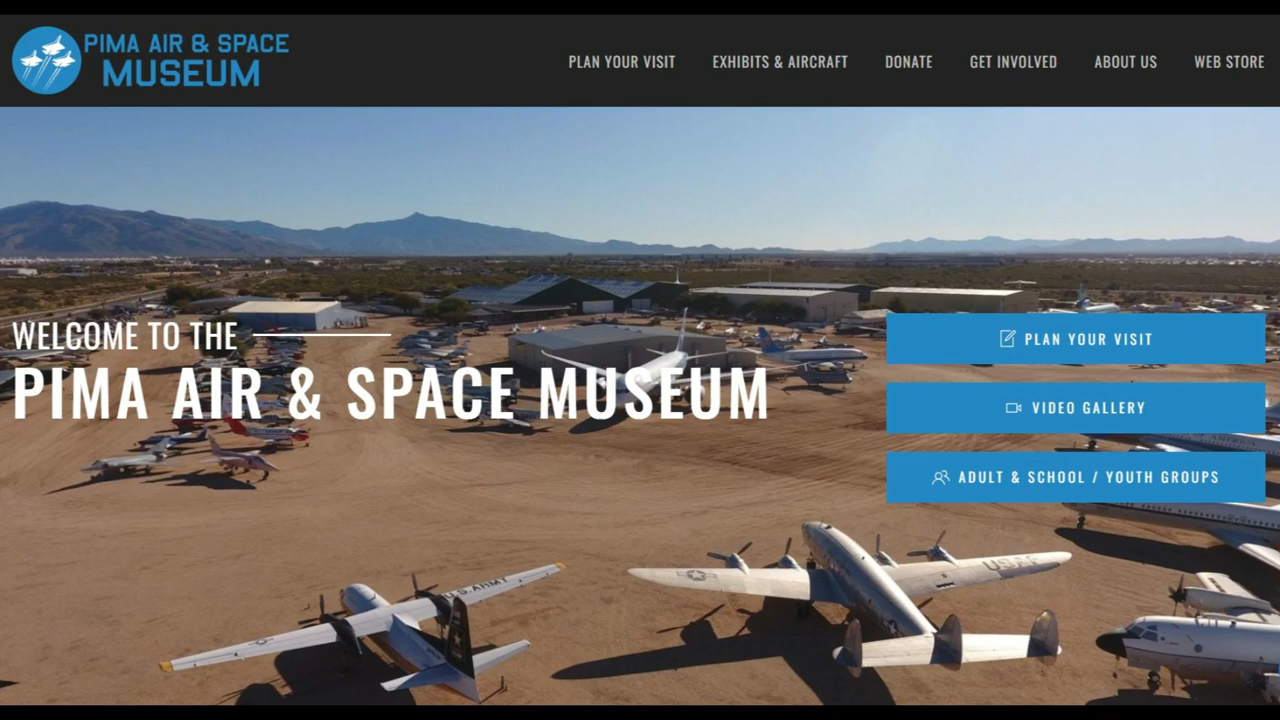 PIMA AIR & SPACE
MUSEUM
PLAN YOUR VISIT
EXHIBITS & AIRCRAFT
DONATE
GET INVOLVED
ABOUT US
WEB STORE
WELCOME TO THE
PIMA AIR & SPACE MUSEUM
PLAN YOUR VISIT
VIDEO GALLERY
ADULT & SCHOOL / YOUTH GROUPS
U.S. ARMY
USAF